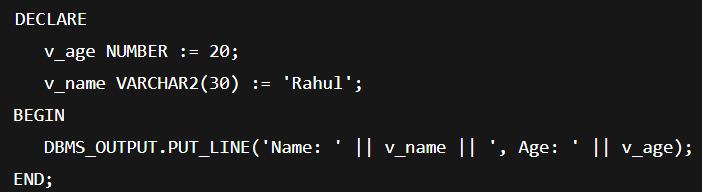 DECLARE
v_age NUMBER := 20;
v_name VARCHAR2(30) := 'Rahul';
BEGIN
DBMS_OUTPUT.PUT_LINE('Name: ' || v_name || ', Age: ' || v_age);
END;